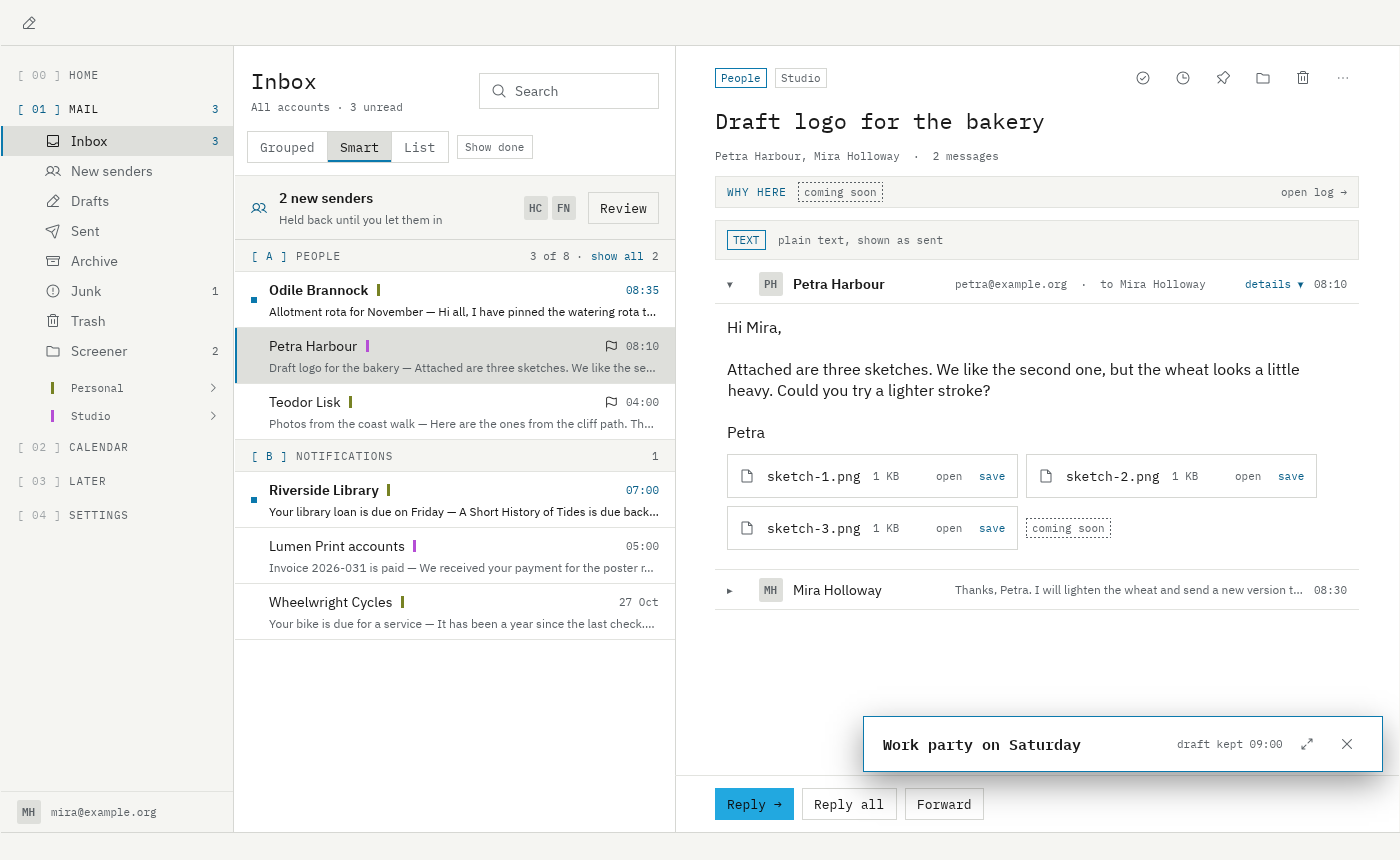 [ 00 ] HOME
[ 01 ] MAIL 3
Inbox 3
New senders
Drafts
Sent
Archive
Junk 1
Trash
Screener 2
Personal
Studio
[ 02 ] CALENDAR
[ 03 ] LATER
[ 04 ] SETTINGS
MH mira@example.org
Inbox
All accounts · 3 unread
Search
Grouped Smart List Show done
2 new senders
Held back until you let them in
HC FN Review
[ A ] PEOPLE 3 of 8 · show all 2
Odile Brannock 08:35
Allotment rota for November — Hi all, I have pinned the watering rota t…
Petra Harbour 08:10
Draft logo for the bakery — Attached are three sketches. We like the se…
Teodor Lisk 04:00
Photos from the coast walk — Here are the ones from the cliff path. Th…
[ B ] NOTIFICATIONS 1
Riverside Library 07:00
Your library loan is due on Friday — A Short History of Tides is due back…
Lumen Print accounts 05:00
Invoice 2026-031 is paid — We received your payment for the poster r…
Wheelwright Cycles 27 Oct
Your bike is due for a service — It has been a year since the last check.…
People Studio
Draft logo for the bakery
Petra Harbour, Mira Holloway · 2 messages
WHY HERE coming soon open log →
TEXT plain text, shown as sent
PH Petra Harbour petra@example.org · to Mira Holloway details ▾ 08:10
Hi Mira,
Attached are three sketches. We like the second one, but the wheat looks a little
heavy. Could you try a lighter stroke?
Petra
sketch-1.png 1 KB open save
sketch-2.png 1 KB open save
sketch-3.png 1 KB open save
coming soon
MH Mira Holloway Thanks, Petra. I will lighten the wheat and send a new version t… 08:30
Work party on Saturday draft kept 09:00
Reply → Reply all Forward